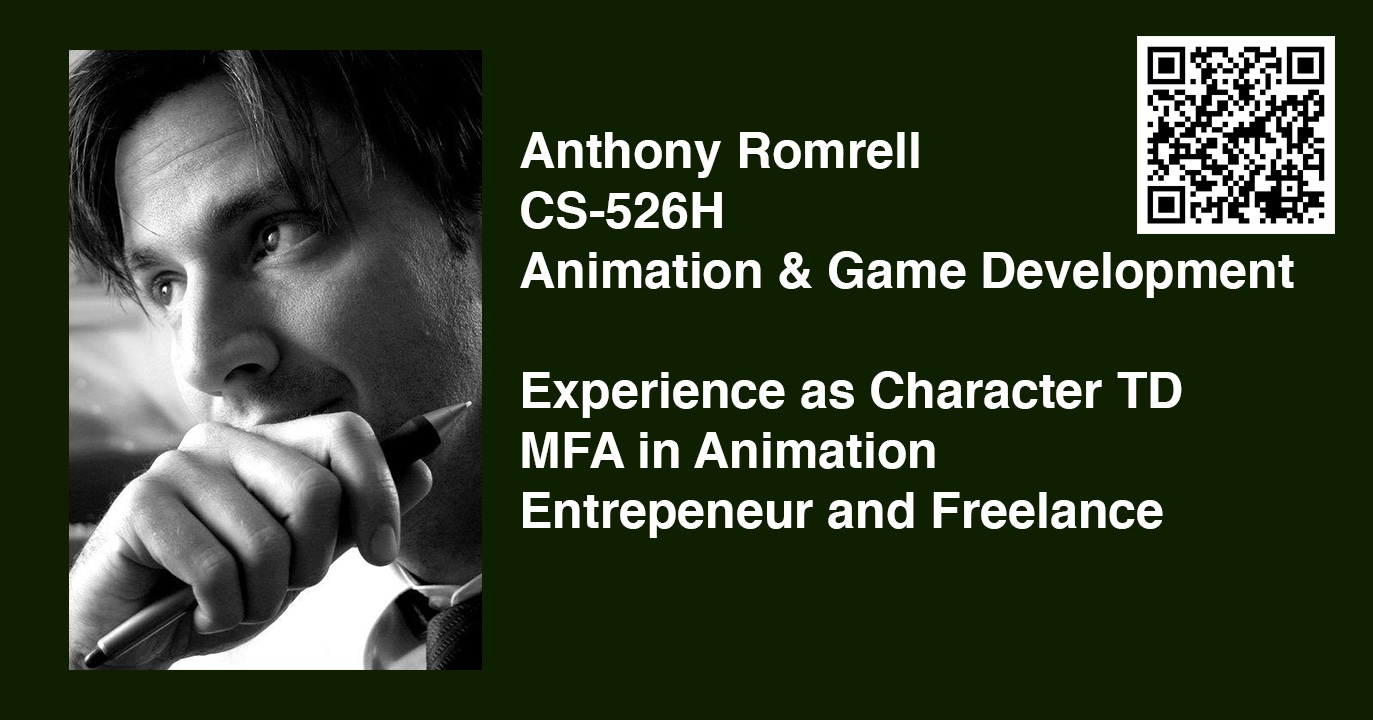 Anthony Romrell
CS-526H
Animation & Game Development
Experience as Character TD
MFA in Animation
Entrepeneur and Freelance